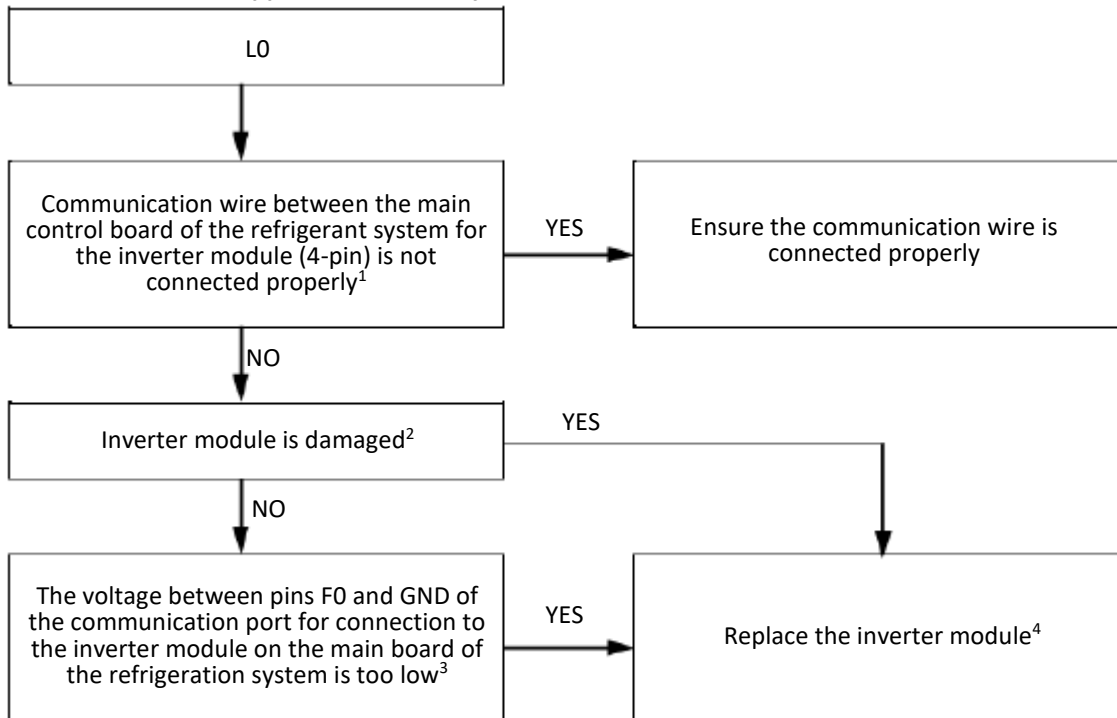 L0
Communication wire between the main
control board of the refrigerant system for
the inverter module (4-pin) is not
connected properly1
YES
Ensure the communication wire is
connected properly
NO
Inverter module is damaged2
YES
NO
The voltage between pins F0 and GND of
the communication port for connection to
the inverter module on the main board of
the refrigeration system is too low3
YES
Replace the inverter module4